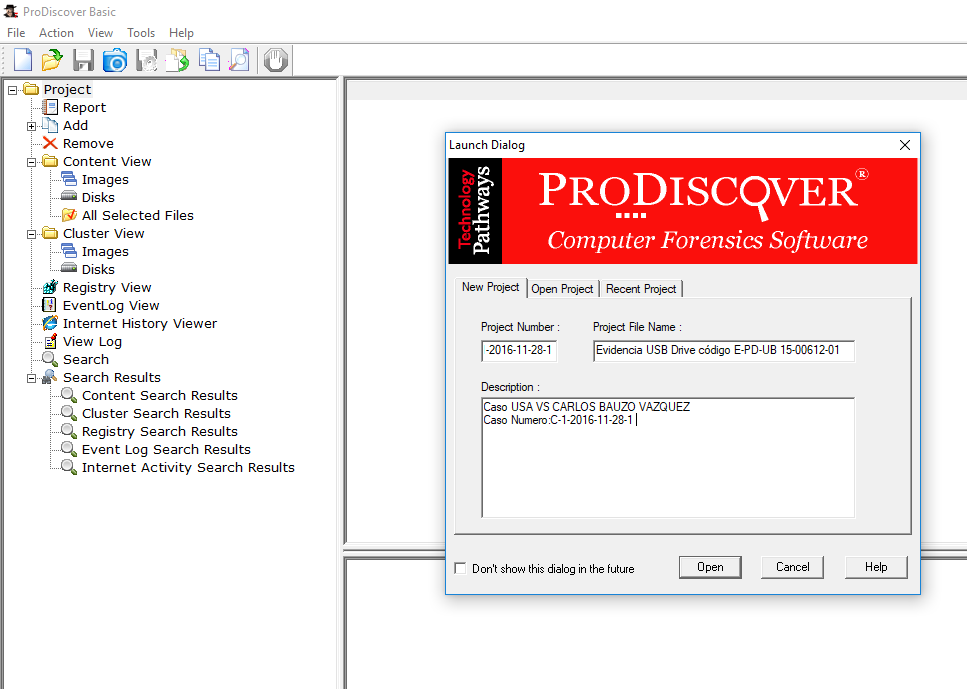 ProDiscover Basic
File Action View Tools Help
Project
Report
Add
Remove
Content View
Images
Disks
All Selected Files
Cluster View
Images
Disks
Registry View
EventLog View
Internet History Viewer
View Log
Search
Search Results
Content Search Results
Cluster Search Results
Registry Search Results
Event Log Search Results
Internet Activity Search Results
Launch Dialog
Technology
Pathways
PRODISCOVER®
Computer Forensics Software
New Project Open Project Recent Project
Project Number : Project File Name :
-2016-11-28-1 Evidencia USB Drive código E-PD-UB 15-00612-01
Description :
Caso USA VS CARLOS BAUZO VAZQUEZ
Caso Numero:C-1-2016-11-28-1
Don't show this dialog in the future Open Cancel Help